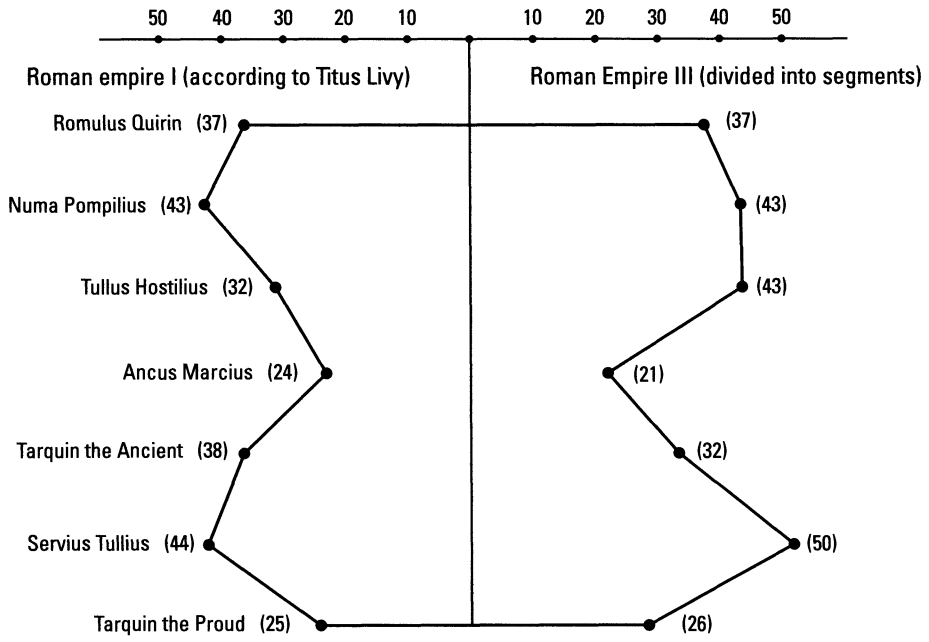 50 40 30 20 10 10 20 30 40 50
Roman empire I (according to Titus Livy) Roman Empire III (divided into segments)
Romulus Quirin (37) (37)
Numa Pompilius (43) (43)
Tullus Hostilius (32) (43)
Ancus Marcius (24) (21)
Tarquin the Ancient (38) (32)
Servius Tullius (44) (50)
Tarquin the Proud (25) (26)